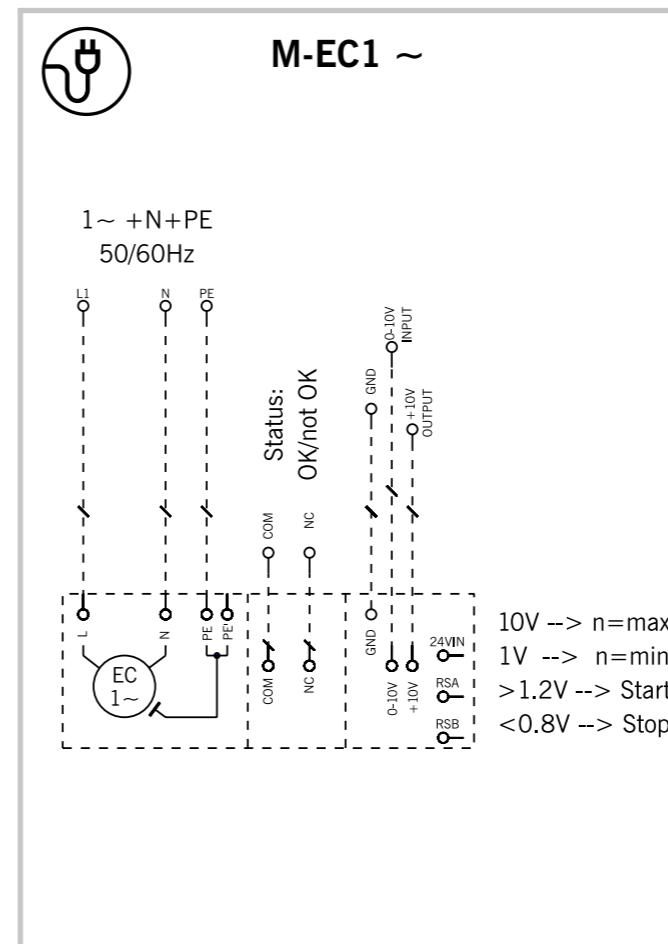 M-EC1 ~
1~ +N+PE
50/60Hz
L1
N
PE
Status:
OK/not OK
COM
NC
GND
0-10V
INPUT
+10V
OUTPUT
L
N
PE
PE'
EC
1~
COM
NC
GND
0-10V
+10V
24VIN
RSA
RSB
10V --> n=max
1V --> n=min
>1.2V --> Start
<0.8V --> Stop